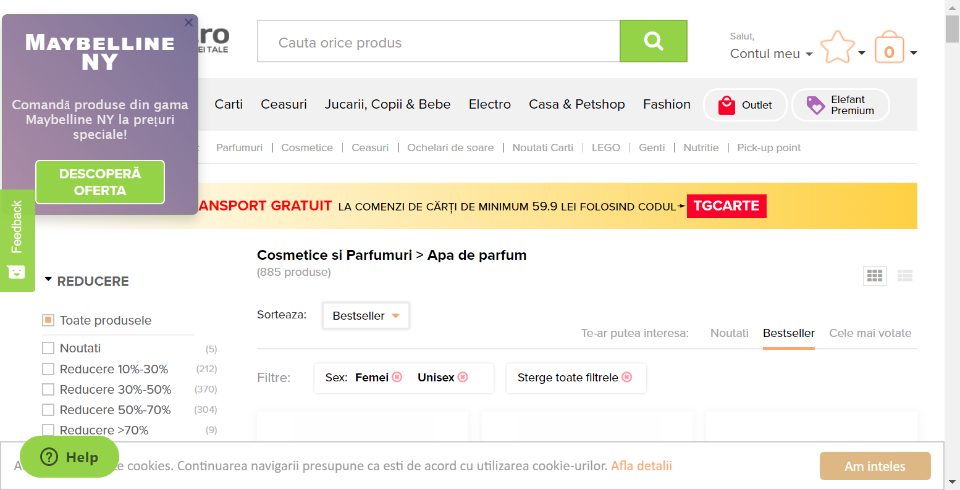 MAYBELLINE NY
Comandă produse din gama
Maybelline NY la prețuri
speciale!
DESCOPERĂ
OFERTA
Feedback
Cauta orice produs
Salut,
Contul meu
0
Carti Ceasuri Jucarii, Copii & Bebe Electro Casa & Petshop Fashion Outlet Elefant Premium
Parfumuri | Cosmetice | Ceasuri | Ochelari de soare | Noutati Carti | LEGO | Genti | Nutritie | Pick-up point
GRATUIT LA COMENZI DE CĂRȚI DE MINIMUM 59.9 LEI FOLOSIND CODUL TGCARTE
Cosmetice si Parfumuri > Apa de parfum
(885 produse)
REDUCERE
Sorteaza: Bestseller
Toate produsele
Te-ar putea interesa: Noutati Bestseller Cele mai votate
Noutati (5)
Reducere 10%-30% (212)
Reducere 30%-50% (370)
Reducere 50%-70% (304)
Reducere >70% (9)
Filtre: Sex: Femei Unisex Sterge toate filtrele
Help
cookies. Continuarea navigarii presupune ca esti de acord cu utilizarea cookie-urilor. Afla detalii
Am inteles